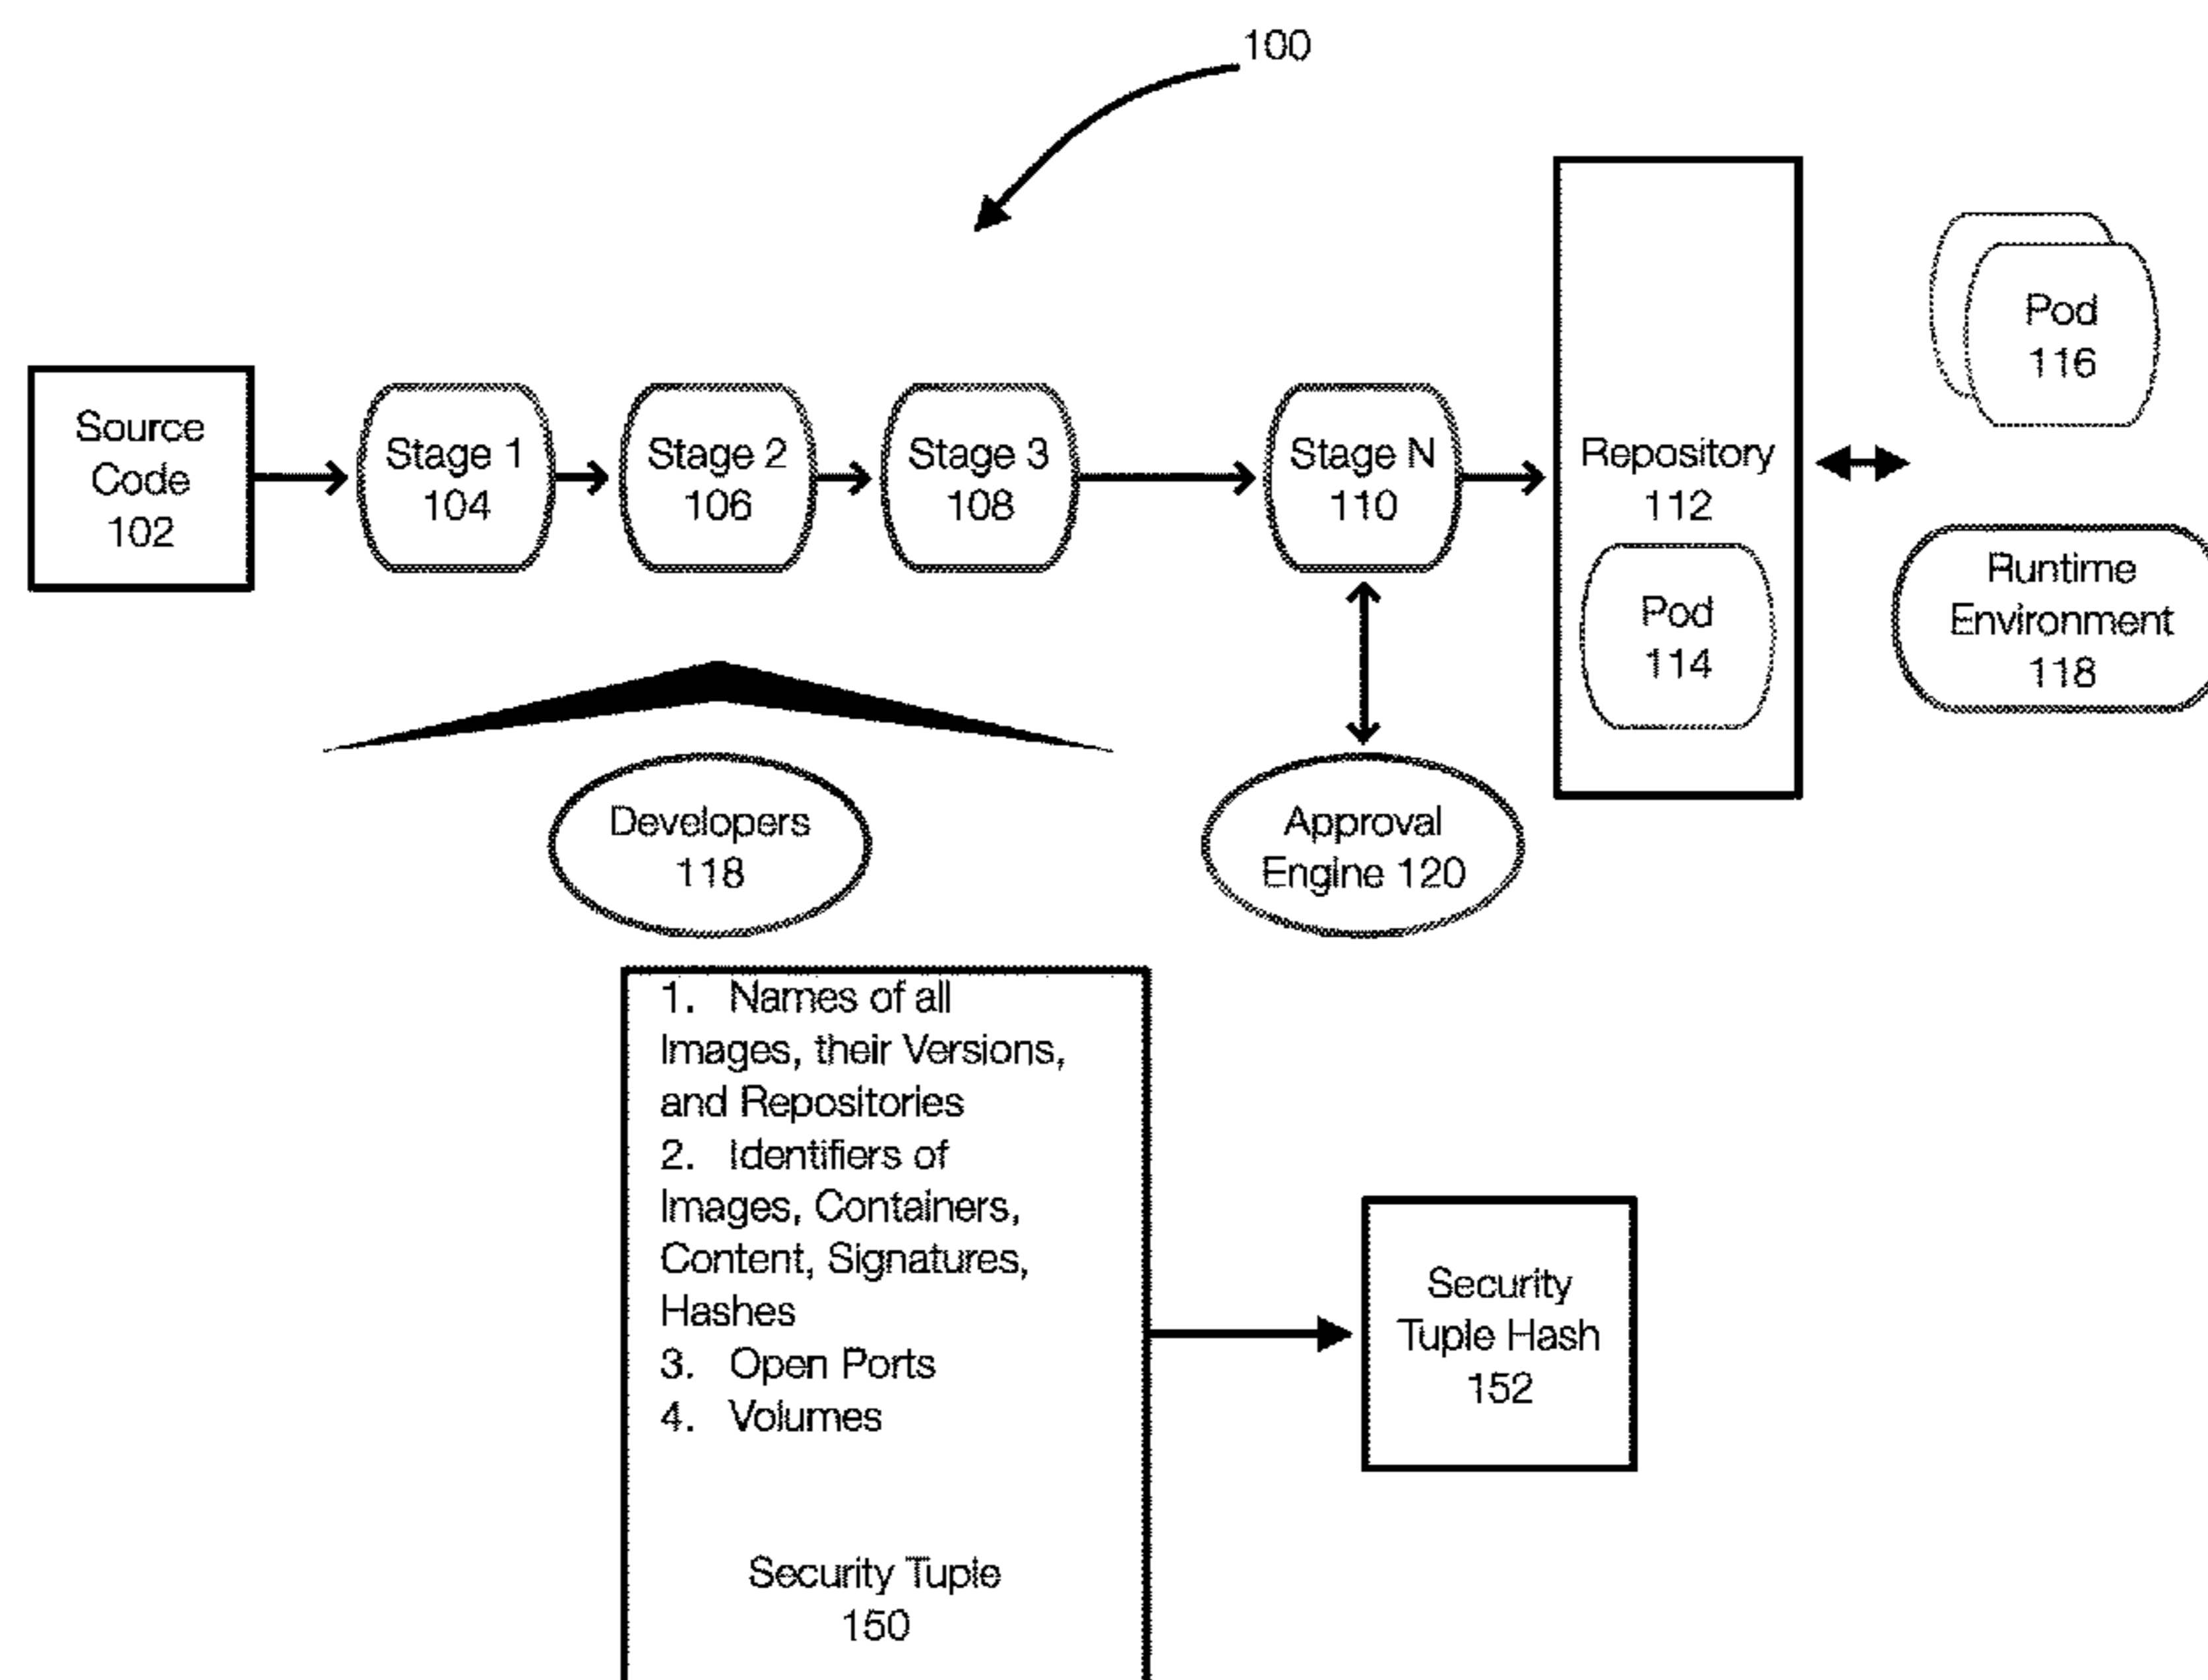 100
Source
Code
102
Stage 1
104
Stage 2
106
Stage 3
108
Stage N
110
Repository
112
Pod
114
Pod
116
Runtime
Environment
118
Developers
118
Approval
Engine 120
1. Names of all
Images, their Versions,
and Repositories
2. Identifiers of
Images, Containers,
Content, Signatures,
Hashes
3. Open Ports
4. Volumes
Security Tuple
150
Security
Tuple Hash
152